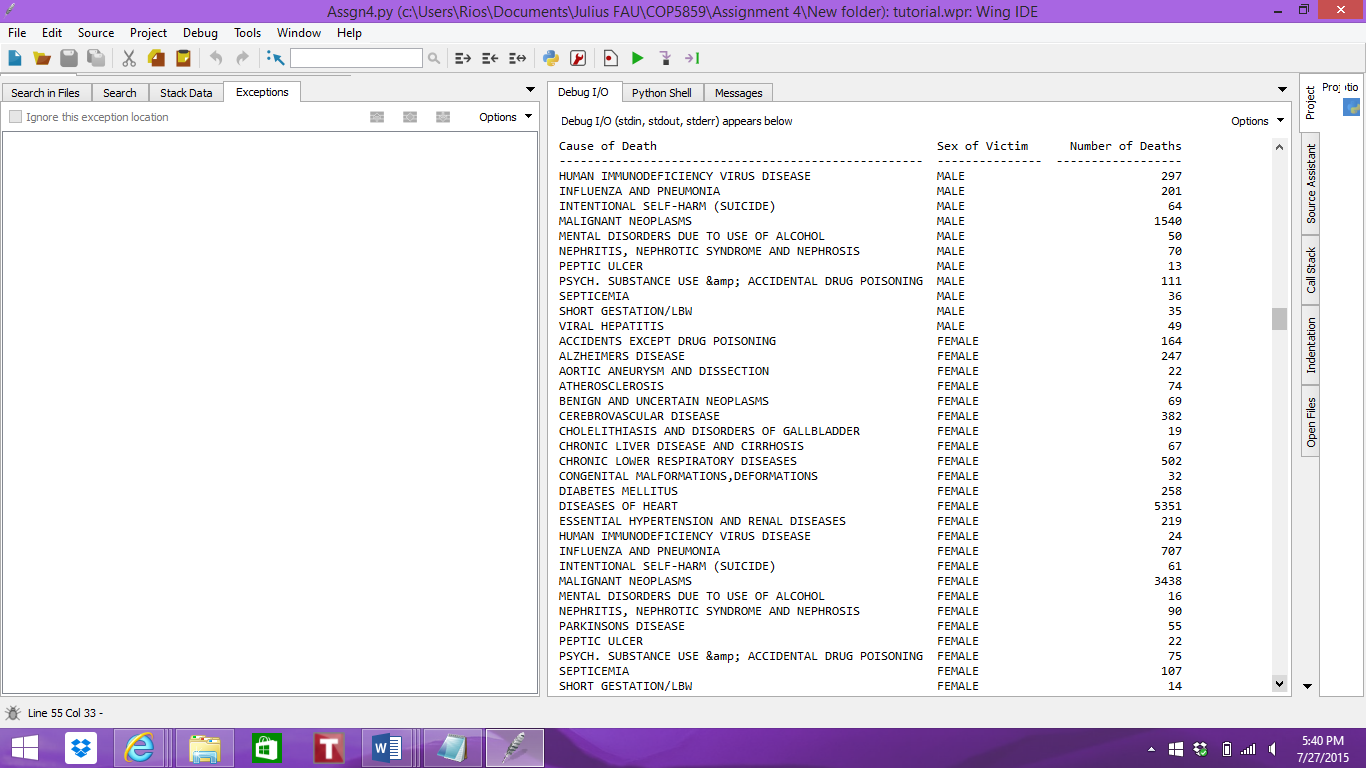 Assgn4.py (c:\Users\Rios\Documents\Julius FAU\COP5859\Assignment 4\New folder): tutorial.wpr: Wing IDE
File Edit Source Project Debug Tools Window Help
Search in Files Search Stack Data Exceptions
Ignore this exception location Options
Debug I/O Python Shell Messages
Debug I/O (stdin, stdout, stderr) appears below Options
Cause of Death Sex of Victim Number of Deaths
---------------------------------------------------- --------------- ------------------
HUMAN IMMUNODEFICIENCY VIRUS DISEASE MALE 297
INFLUENZA AND PNEUMONIA MALE 201
INTENTIONAL SELF-HARM (SUICIDE) MALE 64
MALIGNANT NEOPLASMS MALE 1540
MENTAL DISORDERS DUE TO USE OF ALCOHOL MALE 50
NEPHRITIS, NEPHROTIC SYNDROME AND NEPHROSIS MALE 70
PEPTIC ULCER MALE 13
PSYCH. SUBSTANCE USE &amp; ACCIDENTAL DRUG POISONING MALE 111
SEPTICEMIA MALE 36
SHORT GESTATION/LBW MALE 35
VIRAL HEPATITIS MALE 49
ACCIDENTS EXCEPT DRUG POISONING FEMALE 164
ALZHEIMERS DISEASE FEMALE 247
AORTIC ANEURYSM AND DISSECTION FEMALE 22
ATHEROSCLEROSIS FEMALE 74
BENIGN AND UNCERTAIN NEOPLASMS FEMALE 69
CEREBROVASCULAR DISEASE FEMALE 382
CHOLELITHIASIS AND DISORDERS OF GALLBLADDER FEMALE 19
CHRONIC LIVER DISEASE AND CIRRHOSIS FEMALE 67
CHRONIC LOWER RESPIRATORY DISEASES FEMALE 502
CONGENITAL MALFORMATIONS,DEFORMATIONS FEMALE 32
DIABETES MELLITUS FEMALE 258
DISEASES OF HEART FEMALE 5351
ESSENTIAL HYPERTENSION AND RENAL DISEASES FEMALE 219
HUMAN IMMUNODEFICIENCY VIRUS DISEASE FEMALE 24
INFLUENZA AND PNEUMONIA FEMALE 707
INTENTIONAL SELF-HARM (SUICIDE) FEMALE 61
MALIGNANT NEOPLASMS FEMALE 3438
MENTAL DISORDERS DUE TO USE OF ALCOHOL FEMALE 16
NEPHRITIS, NEPHROTIC SYNDROME AND NEPHROSIS FEMALE 90
PARKINSONS DISEASE FEMALE 55
PEPTIC ULCER FEMALE 22
PSYCH. SUBSTANCE USE &amp; ACCIDENTAL DRUG POISONING FEMALE 75
SEPTICEMIA FEMALE 107
SHORT GESTATION/LBW FEMALE 14
Project
Source Assistant
Call Stack
Indentation
Open Files
Line 55 Col 33 -
5:40 PM
7/27/2015